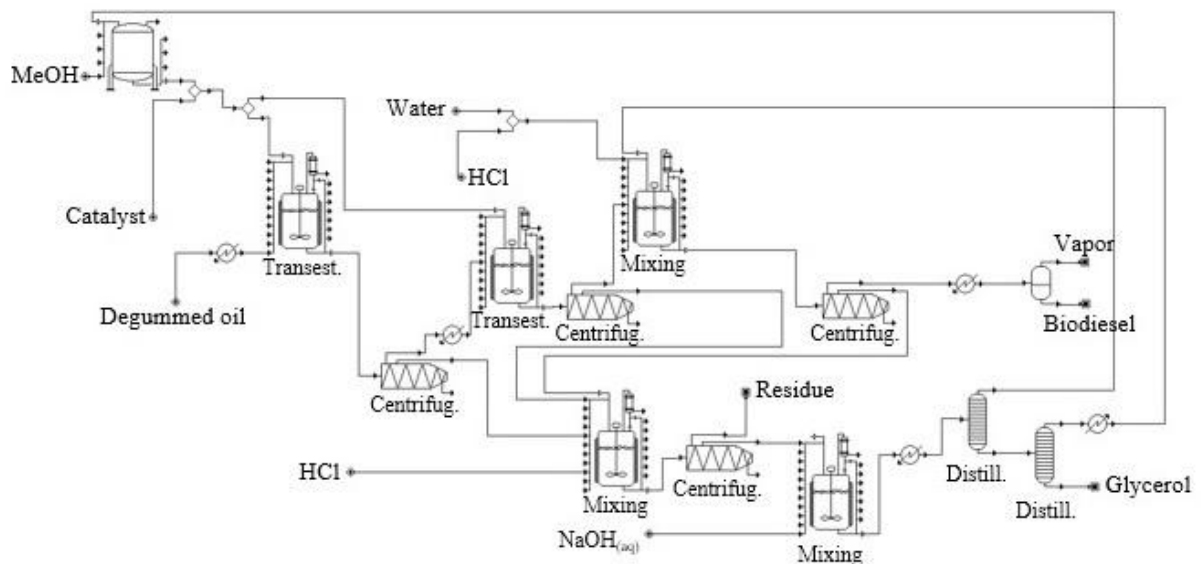 MeOH
Water
HCl
Catalyst
Transest.
Mixing
Vapor
Degummed oil
Transest.
Centrifug.
Centrifug.
Biodiesel
Centrifug.
Residue
HCl
Mixing
Centrifug.
Distill.
Glycerol
Distill.
NaOH(aq)
Mixing